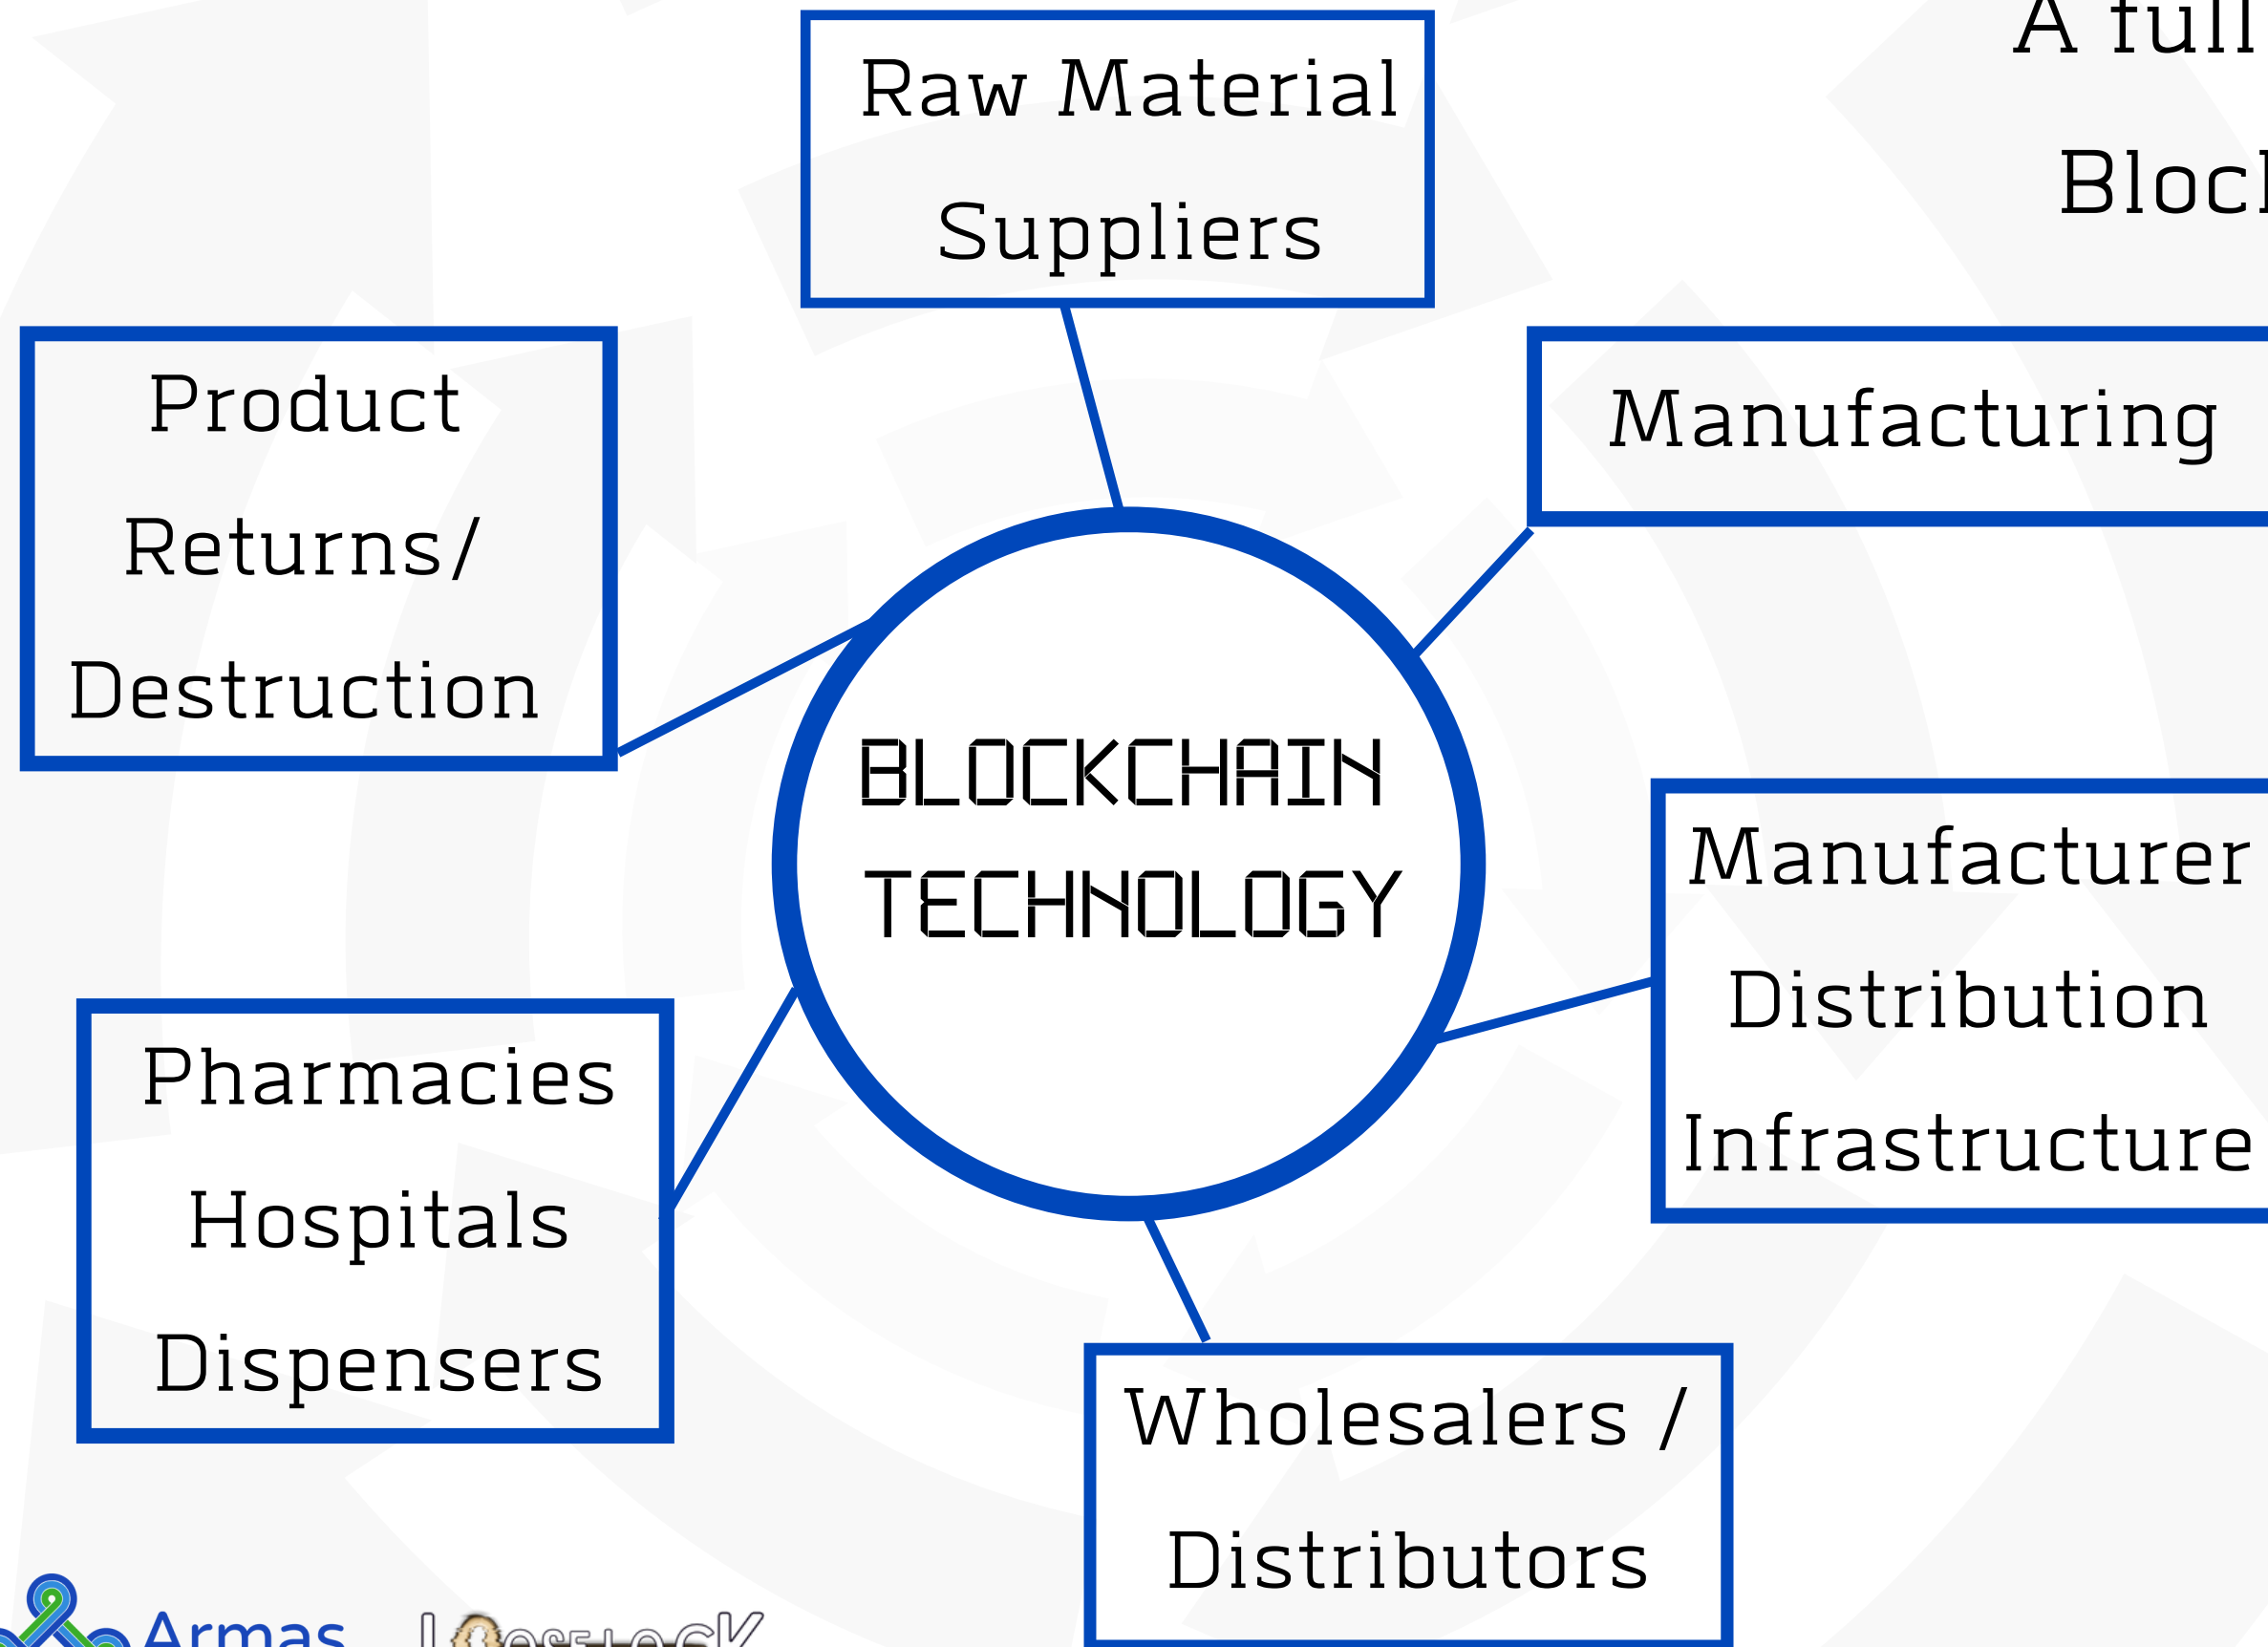 A full
Raw Material
Suppliers
Product
Returns/
Destruction
Manufacturing
BLOCKCHAIN
TECHNOLOGY
Manufacturer
Distribution
Infrastructure
Pharmacies
Hospitals
Dispensers
Wholesalers /
Distributors
Armas